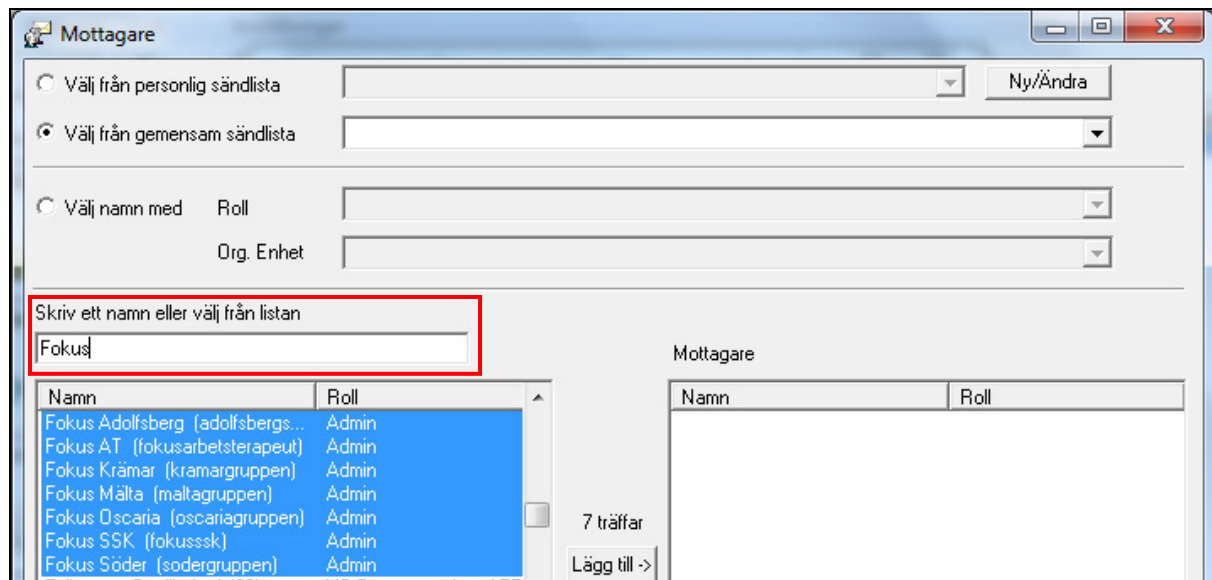 Mottagare
Välj från personlig sändlista
Ny/Ändra
Välj från gemensam sändlista
Välj namn med Roll
Org. Enhet
Skriv ett namn eller välj från listan
Fokus
Mottagare
Namn Roll
Namn Roll
Fokus Adolfsberg (adolfsbergs... Admin
Fokus AT (fokusarbetsterapeut) Admin
Fokus Krämar (kramargruppen) Admin
Fokus Mälta (maltagruppen) Admin
Fokus Oscaria (oscariagruppen) Admin
7 träffar
Fokus SSK (fokusssk) Admin
Fokus Söder (sodergruppen) Admin
Lägg till ->